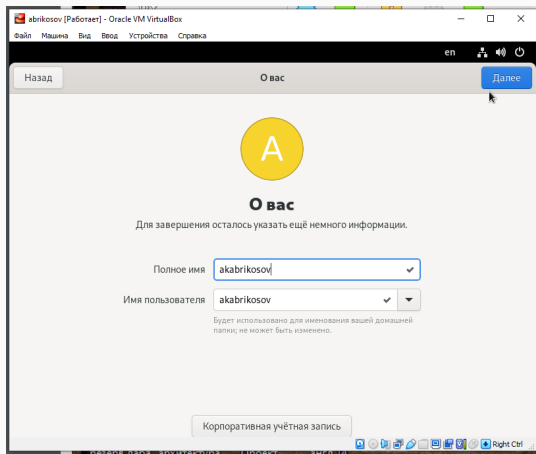 abrikosov [Работает] - Oracle VM VirtualBox
Файл Машина Вид Ввод Устройства Справка
en
Назад
О вас
Далее
A
О вас
Для завершения осталось указать ещё немного информации.
Полное имя akabrikosov
Имя пользователя akabrikosov
Будет использовано для именования вашей домашней
папки; не может быть изменено.
Корпоративная учётная запись
Right Ctrl